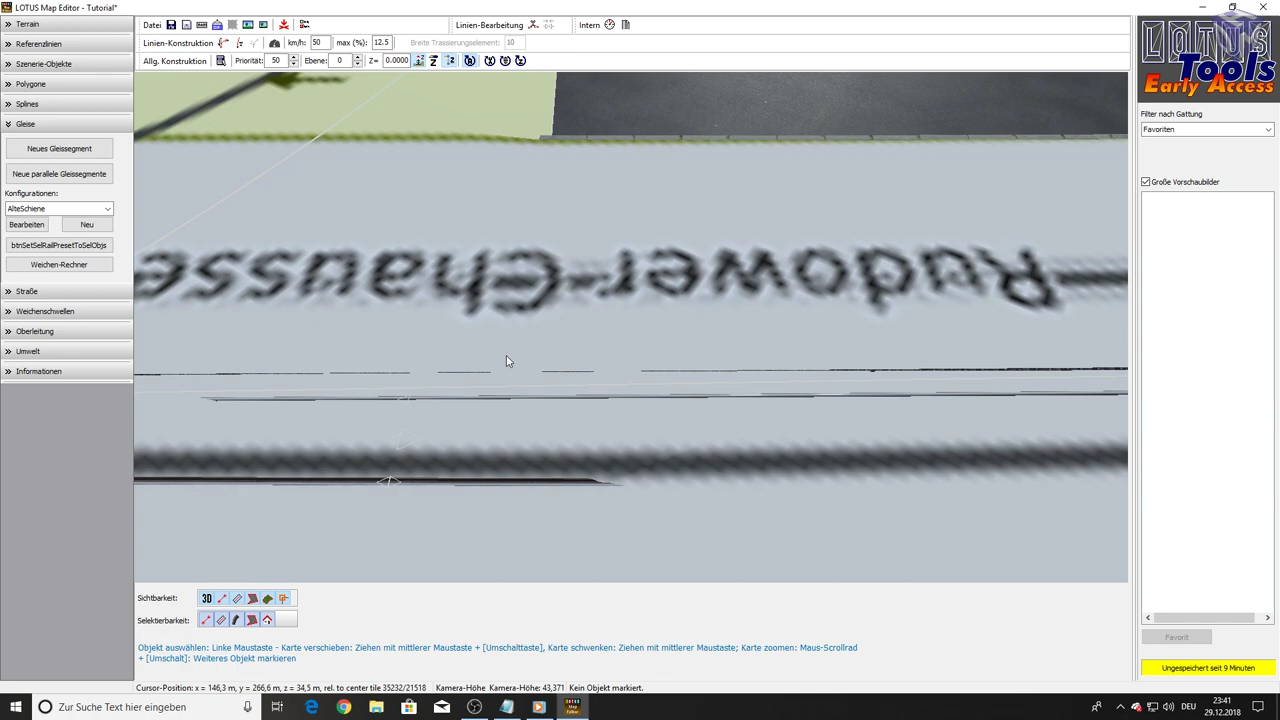 LOTUS Map Editor - Tutorial*
Terrain
Referenzlinien
Szenerie-Objekte
Polygone
Splines
Gleise
Neues Gleissegment
Neue parallele Gleissegmente
Konfigurationen:
AlteSchiene
Bearbeiten Neu
btnSetSelRailPresetToSelObjs
Weichen-Rechner
Straße
Weichenschwellen
Oberleitung
Umwelt
Informationen
Datei Linien-Bearbeitung Intern
Linien-Konstruktion km/h: 50 max (%): 12.5 Breite Trassierungselement: 10
Allg. Konstruktion Priorität: 50 Ebene: 0 Z= 0.0000
Rudower-Chaussee
Sichtbarkeit: 3D
Selektierbarkeit:
Objekt auswählen: Linke Maustaste - Karte verschieben: Ziehen mit mittlerer Maustaste + [Umschalttaste], Karte schwenken: Ziehen mit mittlerer Maustaste; Karte zoomen: Maus-Scrollrad
+ [Umschalt]: Weiteres Objekt markieren
Cursor-Position: x = 146,3 m, y = 266,6 m, z = 34,5 m, rel. to center tile 35232/21518 Kamera-Höhe Kamera-Höhe: 43,371 Kein Objekt markiert.
LOTUS
Tools
Early Access
Filter nach Gattung
Favoriten
Große Vorschaubilder
Favorit
Ungespeichert seit 9 Minuten
Zur Suche Text hier eingeben
DEU
23:41
29.12.2018